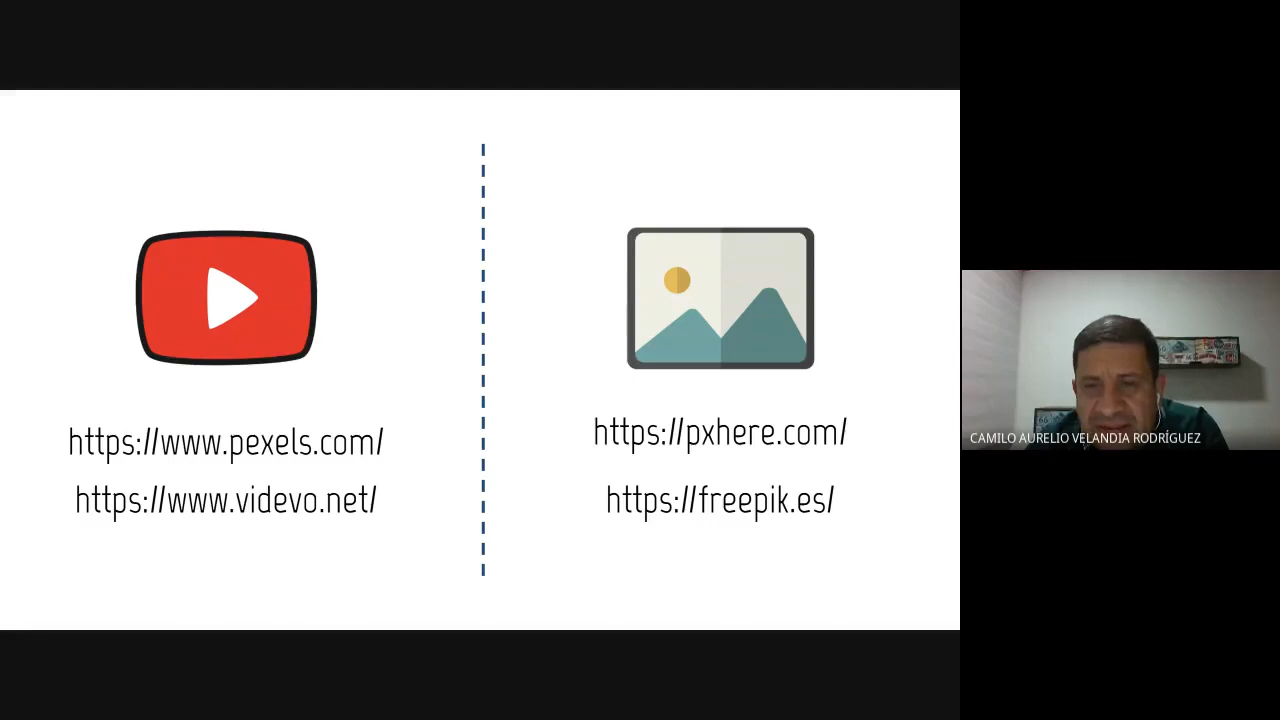 https://www.pexels.com/
https://www.videvo.net/
https://pxhere.com/
https://freepik.es/
CAMILO AURELIO VELANDIA RODRÍGUEZ